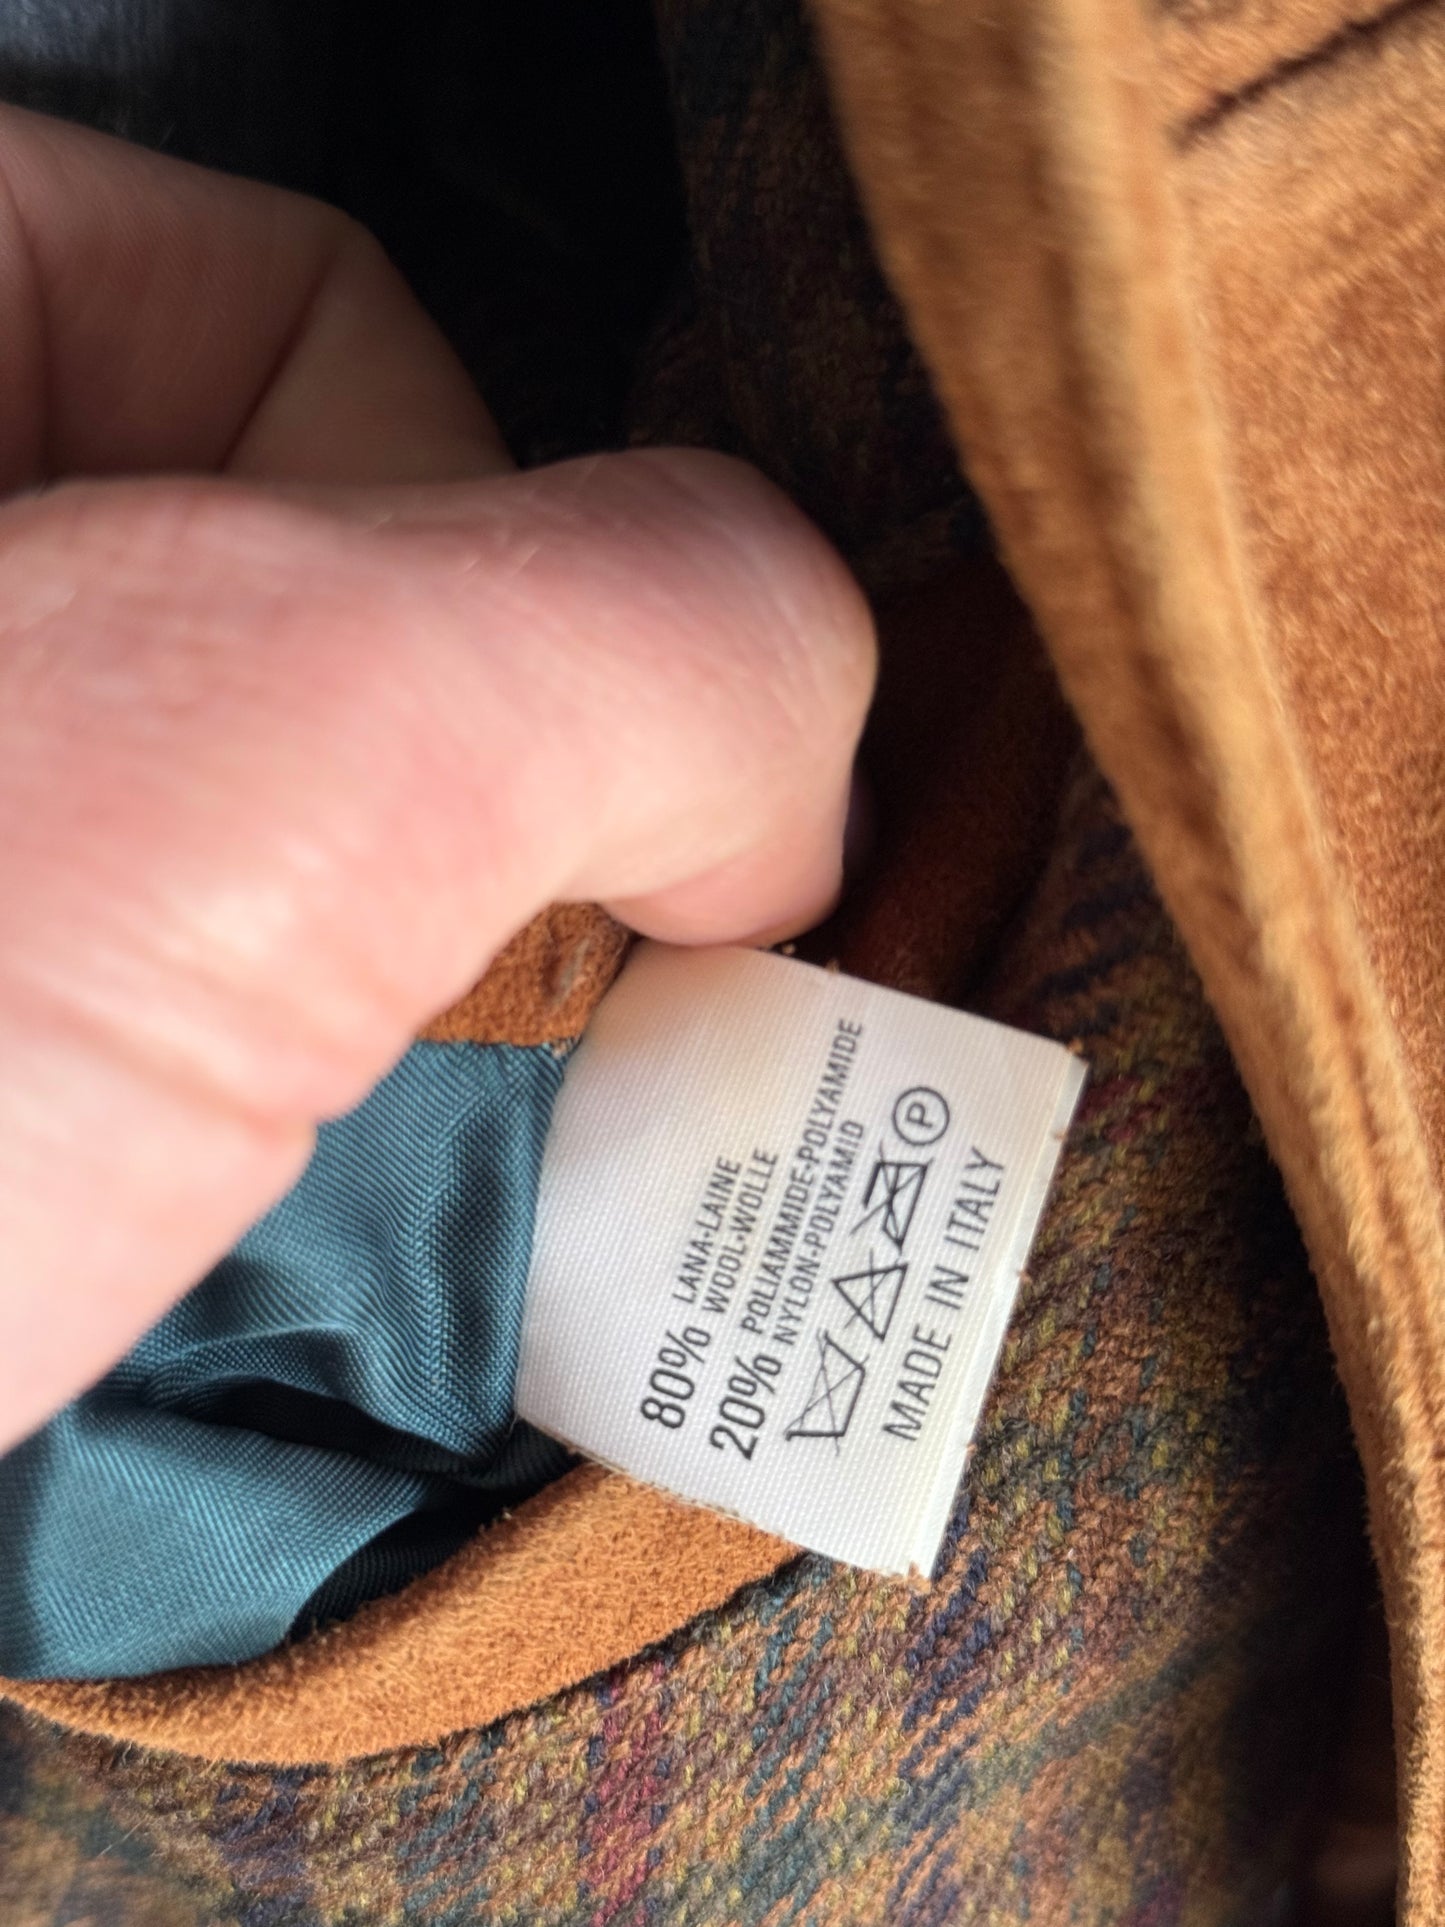 80% LANA-LAINE
WOOL-WOLLE
20% POLIAMMIDE-POLYAMIDE
NYLON-POLYAMID
P
MADE IN ITALY